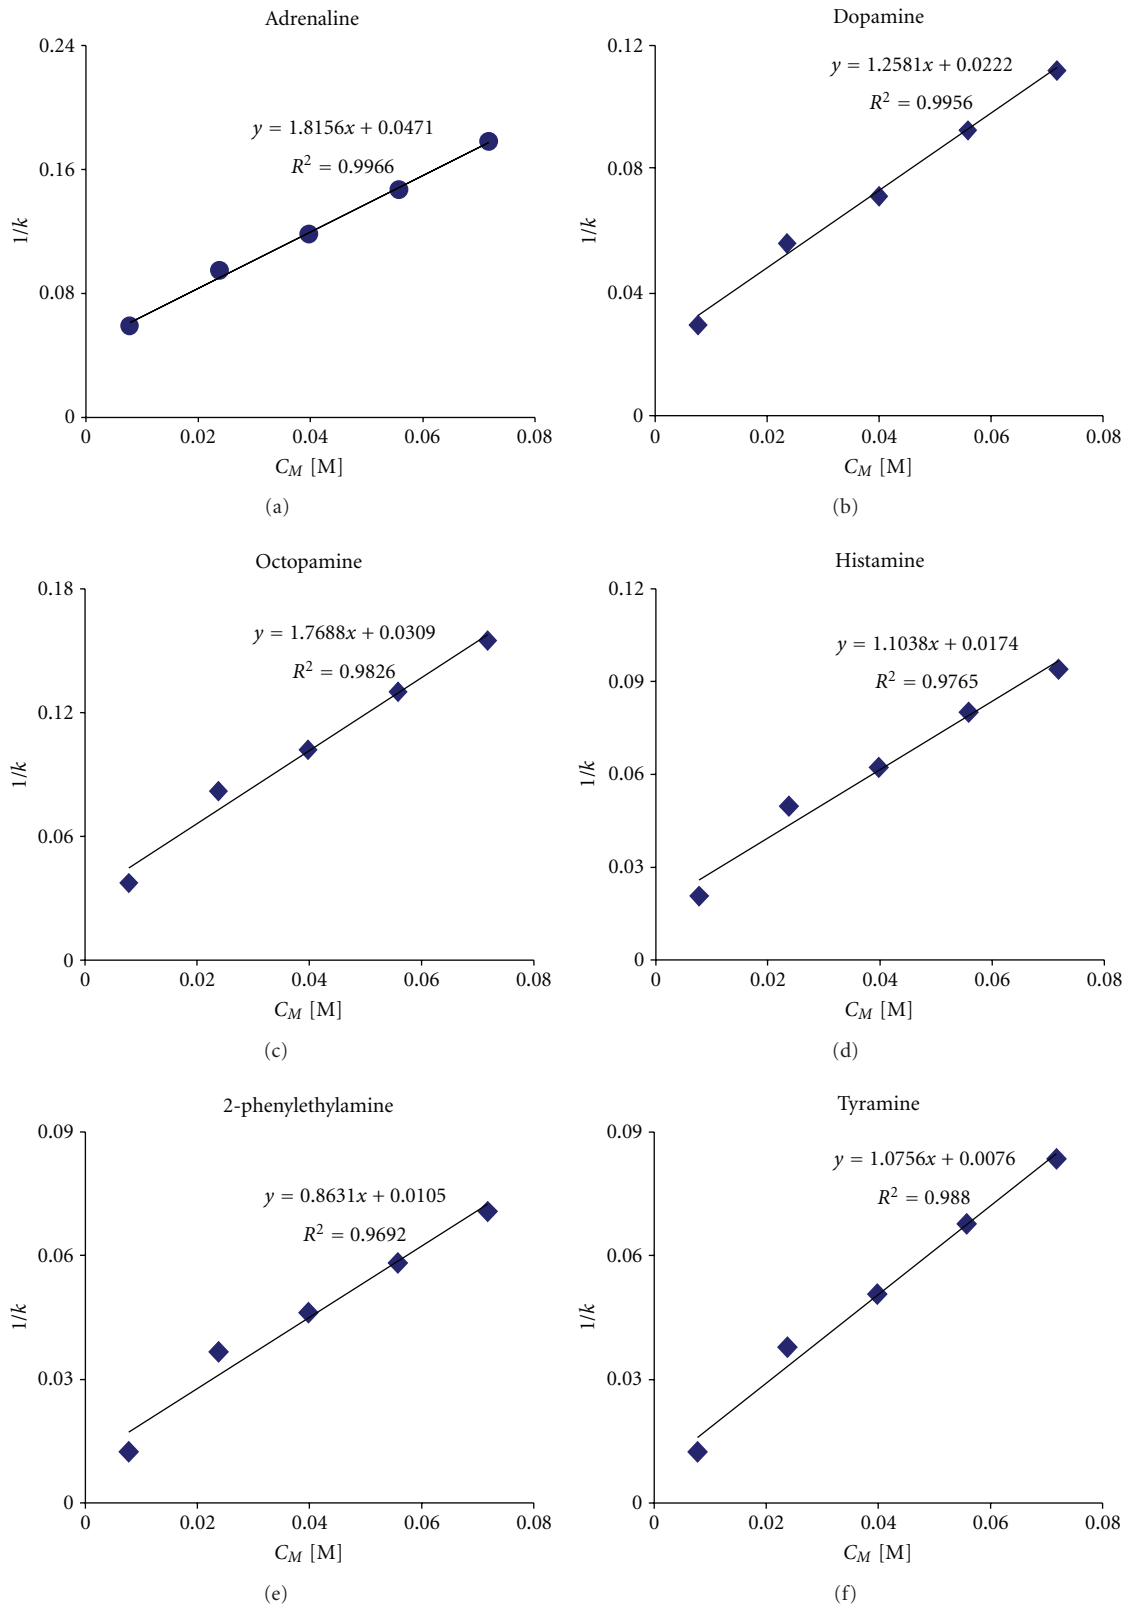 Adrenaline
0.24
y = 1.8156x + 0.0471
R² = 0.9966
0.16
1/k
0.08
0
0 0.02 0.04 0.06 0.08
C_M [M]
(a)
Dopamine
0.12
y = 1.2581x + 0.0222
R² = 0.9956
0.08
1/k
0.04
0
0 0.02 0.04 0.06 0.08
C_M [M]
(b)
Octopamine
0.18
y = 1.7688x + 0.0309
R² = 0.9826
0.12
1/k
0.06
0
0 0.02 0.04 0.06 0.08
C_M [M]
(c)
Histamine
0.12
y = 1.1038x + 0.0174
R² = 0.9765
0.09
0.06
1/k
0.03
0
0 0.02 0.04 0.06 0.08
C_M [M]
(d)
2-phenylethylamine
0.09
y = 0.8631x + 0.0105
R² = 0.9692
0.06
1/k
0.03
0
0 0.02 0.04 0.06 0.08
C_M [M]
(e)
Tyramine
0.09
y = 1.0756x + 0.0076
R² = 0.988
0.06
1/k
0.03
0
0 0.02 0.04 0.06 0.08
C_M [M]
(f)